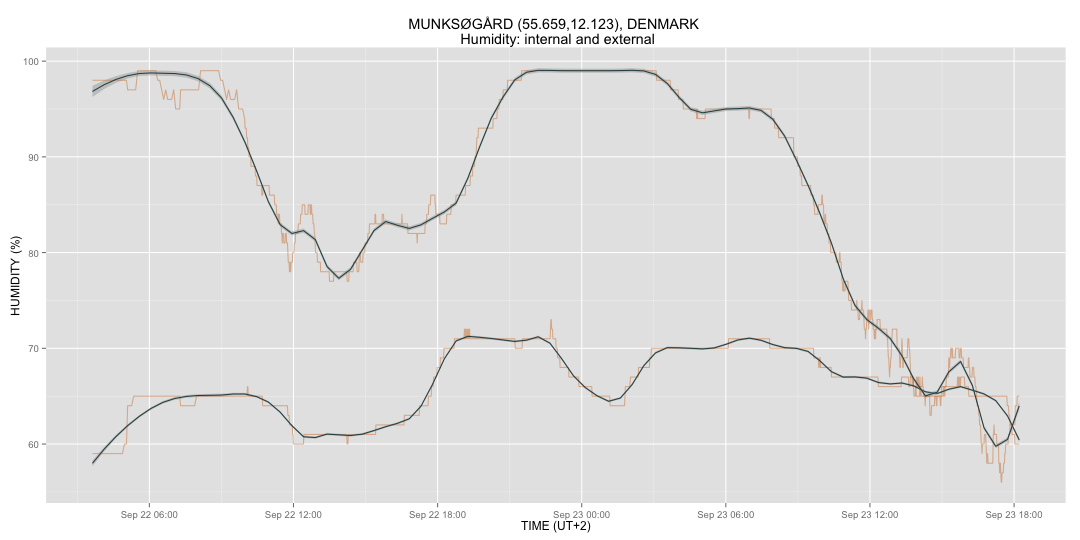 MUNKSØGÅRD (55.659,12.123), DENMARK
Humidity: internal and external
100
90
80
70
60
HUMIDITY (%)
Sep 22 06:00 Sep 22 12:00 Sep 22 18:00 Sep 23 00:00 Sep 23 06:00 Sep 23 12:00 Sep 23 18:00
TIME (UT+2)